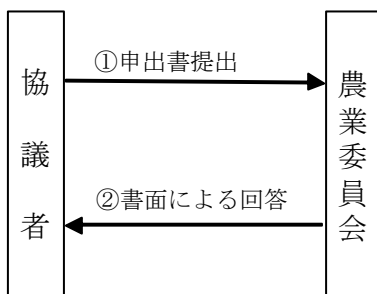 協議者
①申出書提出
②書面による回答
農業委員会